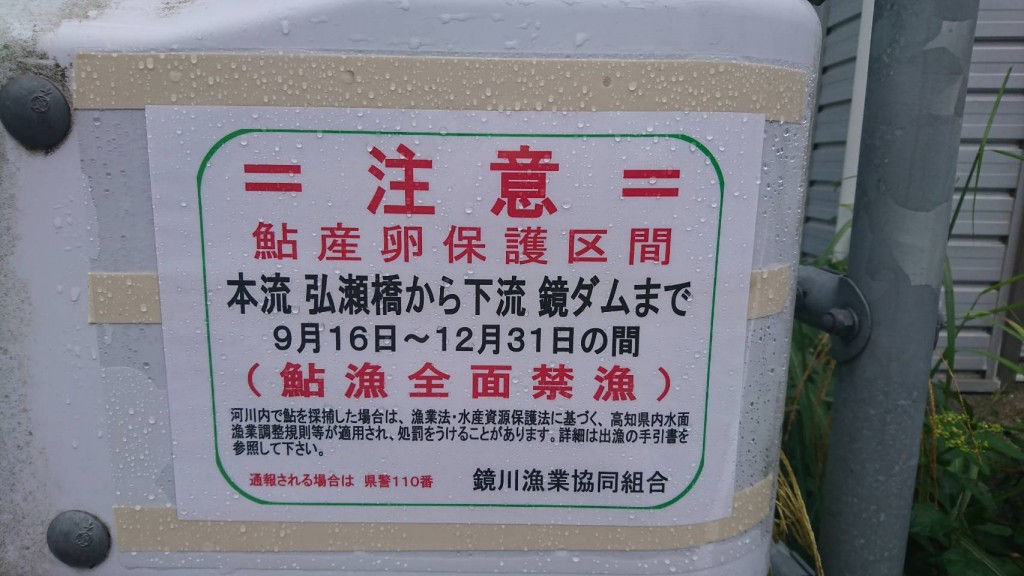 ＝ 注 意 ＝
鮎産卵保護区間
本流 弘瀬橋から下流 鏡ダムまで
9月16日～12月31日の間
（鮎漁全面禁漁）
河川内で鮎を採捕した場合は、漁業法・水産資源保護法に基づく、高知県内水面
漁業調整規則等が適用され、処罰をうけることがあります。詳細は出漁の手引書を
参照して下さい。
通報される場合は 県警110番
鏡川漁業協同組合